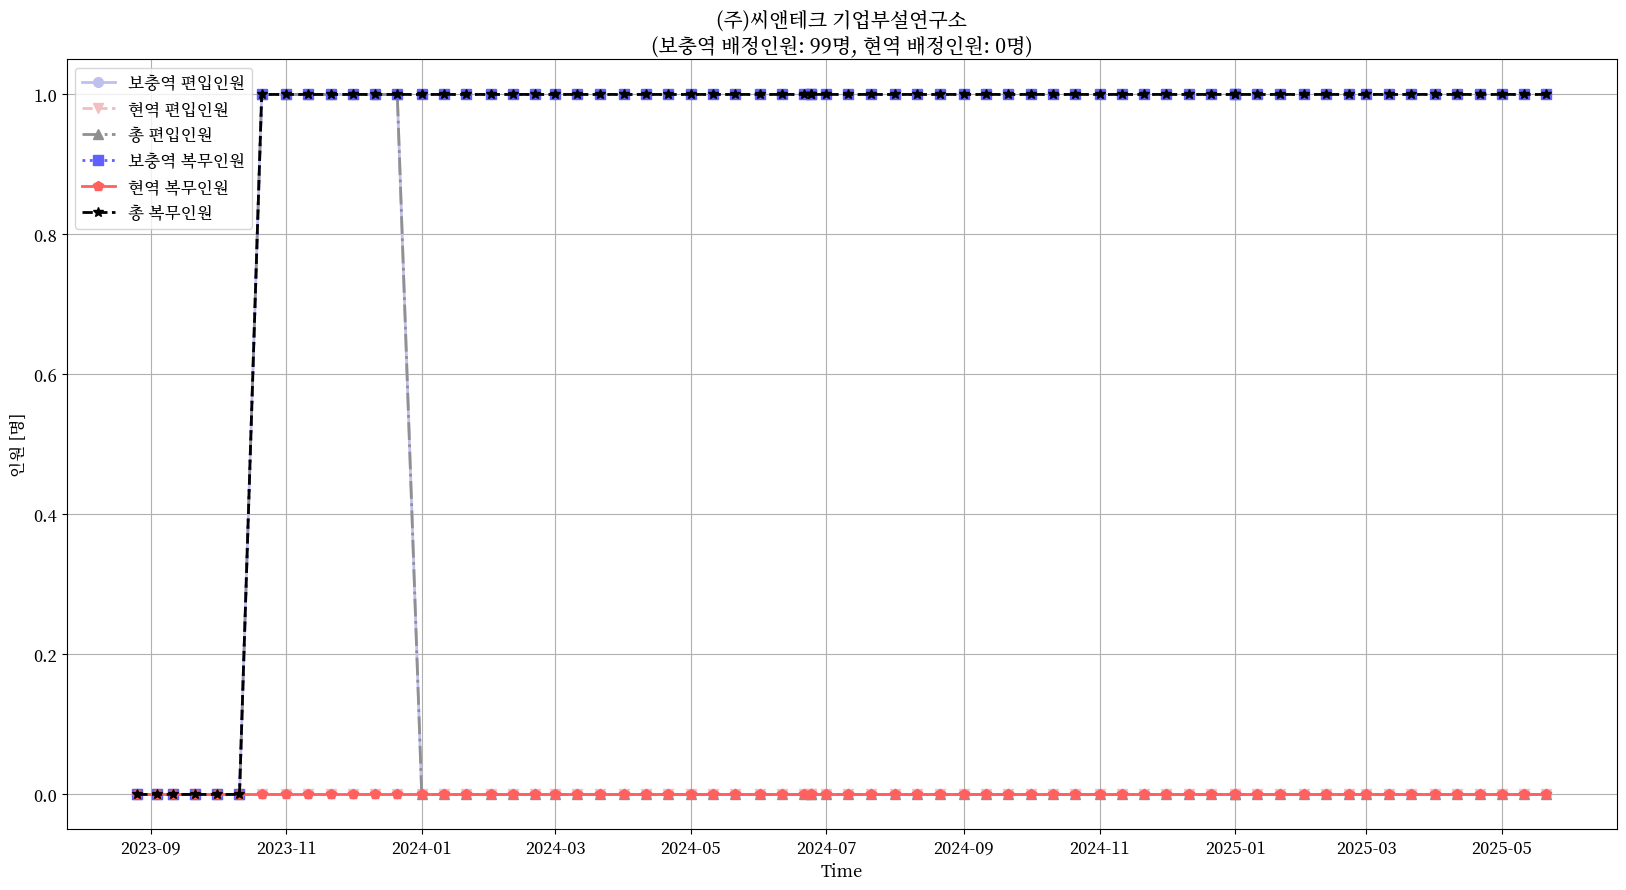 (주)씨앤테크 기업부설연구소
(보충역 배정인원: 99명, 현역 배정인원: 0명)
보충역 편입인원
현역 편입인원
총 편입인원
보충역 복무인원
현역 복무인원
총 복무인원
인원 [명]
1.0
0.8
0.6
0.4
0.2
0.0
2023-09 2023-11 2024-01 2024-03 2024-05 2024-07 2024-09 2024-11 2025-01 2025-03 2025-05
Time